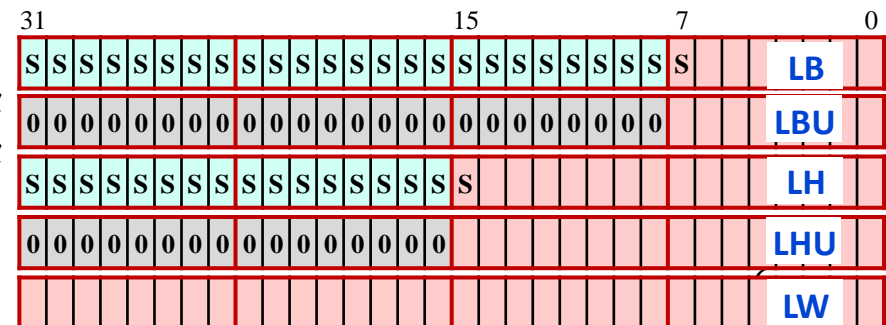 31 15 7 0
S S S S S S S S S S S S S S S S S S S S S S S S S LB
0 0 0 0 0 0 0 0 0 0 0 0 0 0 0 0 0 0 0 0 0 0 0 0 LBU
S S S S S S S S S S S S S S S S S LH
0 0 0 0 0 0 0 0 0 0 0 0 0 0 0 0 LHU
LW